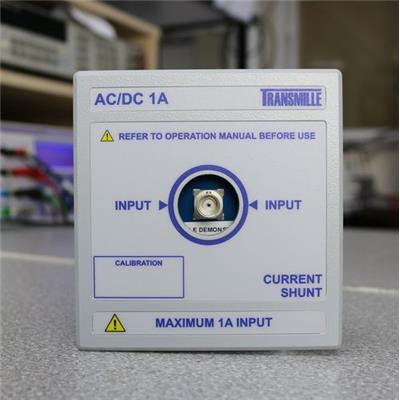 AC/DC 1A
TRANSMILLE
REFER TO OPERATION MANUAL BEFORE USE
INPUT
INPUT
CALIBRATION
CURRENT
SHUNT
MAXIMUM 1A INPUT